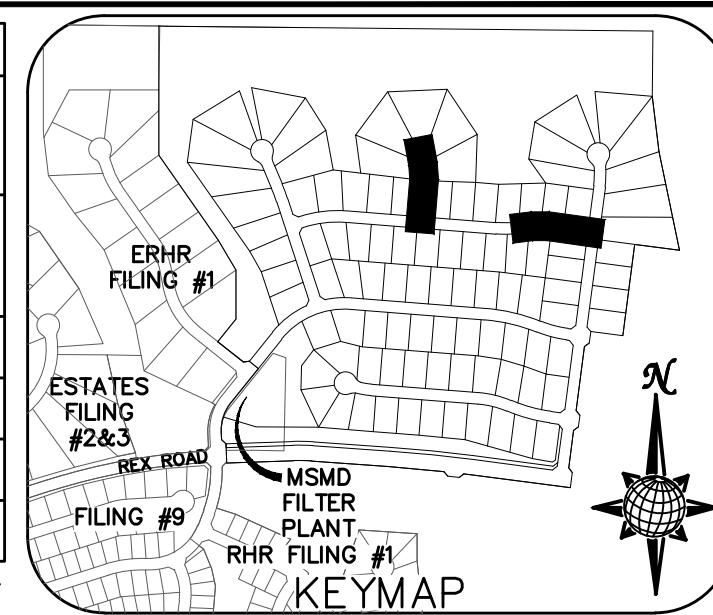 N
ERHR
FILING #1
ESTATES
FILING
#2&3
REX ROAD
MSMD
FILTER
PLANT
FILING #9
RHR FILING #1
KEYMAP